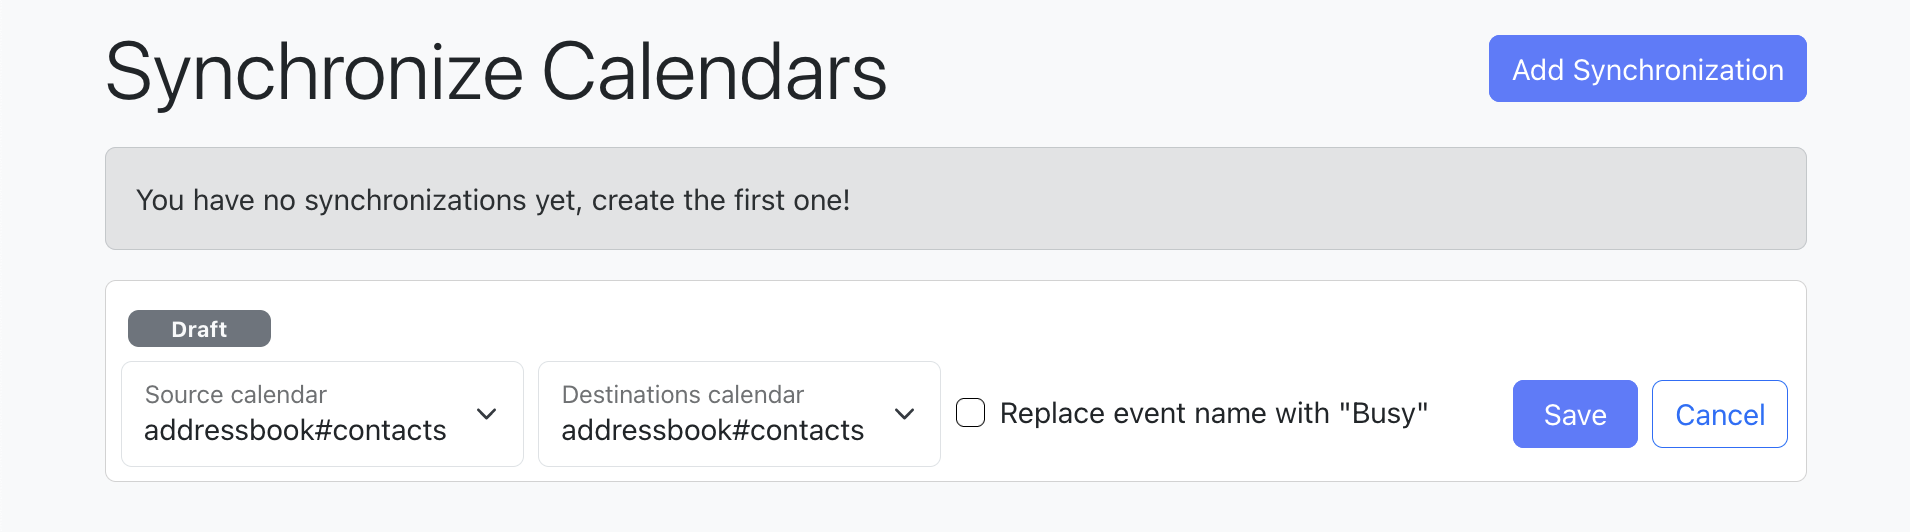 Synchronize Calendars
Add Synchronization
You have no synchronizations yet, create the first one!
Draft
Source calendar
addressbook#contacts
Destinations calendar
addressbook#contacts
Replace event name with "Busy"
Save
Cancel